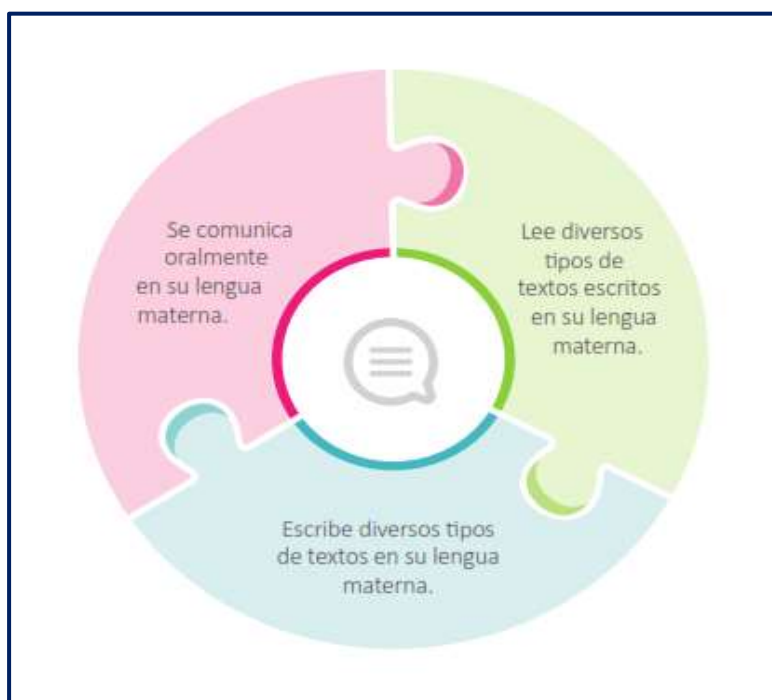 Se comunica
oralmente
en su lengua
materna.
Lee diversos
tipos de
textos escritos
en su lengua
materna.
Escribe diversos tipos
de textos en su lengua
materna.